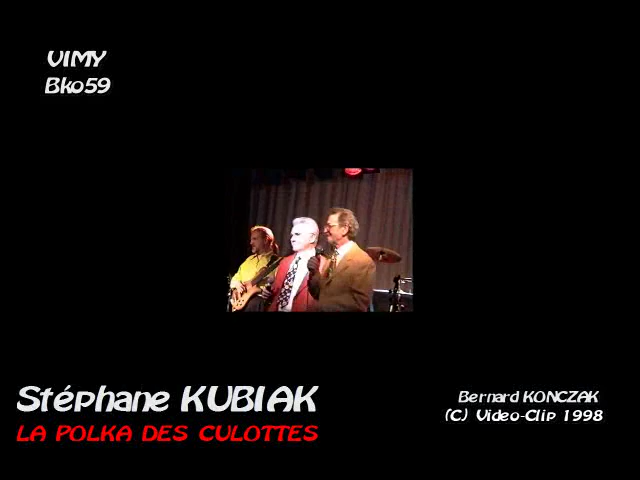 VIMY
Bko59
Stéphane KUBIAK
LA POLKA DES CULOTTES
Bernard KONCZAK
(C) Video-Clip 1998